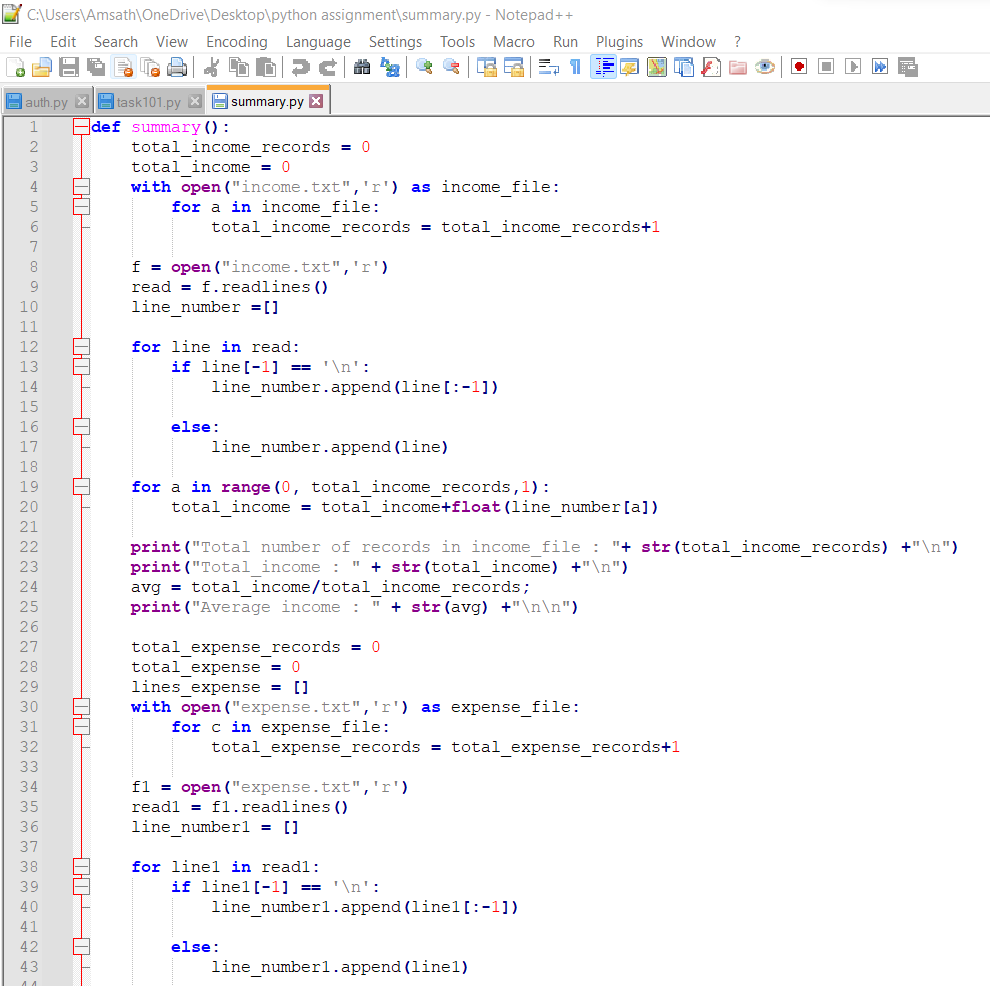 C:\Users\Amsath\OneDrive\Desktop\python assignment\summary.py - Notepad++
File Edit Search View Encoding Language Settings Tools Macro Run Plugins Window ?
auth.py task101.py summary.py
1 def summary():
2     total_income_records = 0
3     total_income = 0
4     with open("income.txt",'r') as income_file:
5         for a in income_file:
6             total_income_records = total_income_records+1
7
8     f = open("income.txt",'r')
9     read = f.readlines()
10     line_number =[]
11
12     for line in read:
13         if line[-1] == '\n':
14             line_number.append(line[:-1])
15
16         else:
17             line_number.append(line)
18
19     for a in range(0, total_income_records,1):
20         total_income = total_income+float(line_number[a])
21
22     print("Total number of records in income_file : "+ str(total_income_records) +"\n")
23     print("Total_income : " + str(total_income) +"\n")
24     avg = total_income/total_income_records;
25     print("Average income : " + str(avg) +"\n\n")
26
27     total_expense_records = 0
28     total_expense = 0
29     lines_expense = []
30     with open("expense.txt",'r') as expense_file:
31         for c in expense_file:
32             total_expense_records = total_expense_records+1
33
34     f1 = open("expense.txt",'r')
35     read1 = f1.readlines()
36     line_number1 = []
37
38     for line1 in read1:
39         if line1[-1] == '\n':
40             line_number1.append(line1[:-1])
41
42         else:
43             line_number1.append(line1)